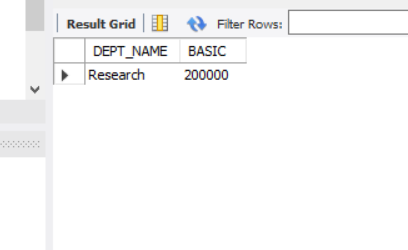 Result Grid Filter Rows:
DEPT_NAME BASIC
Research 200000